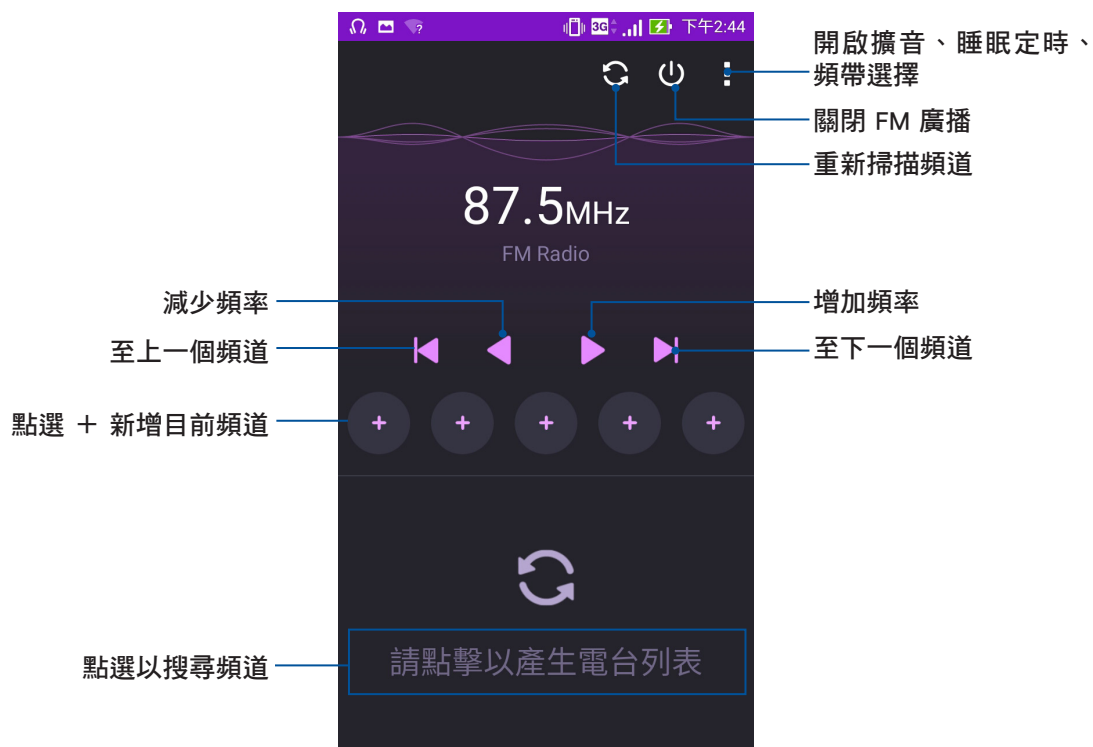 3G 下午2:44
開啟擴音、睡眠定時、
頻帶選擇
關閉 FM 廣播
重新掃描頻道
87.5MHz
FM Radio
減少頻率
增加頻率
至上一個頻道
至下一個頻道
點選 ＋ 新增目前頻道
+ + + + +
點選以搜尋頻道
請點擊以產生電台列表